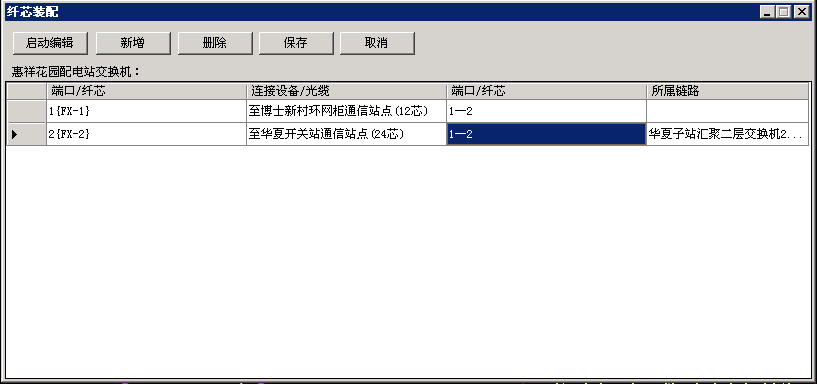 纤芯装配
启动编辑 新增 删除 保存 取消
惠祥花园配电站交换机：
端口/纤芯 连接设备/光缆 端口/纤芯 所属链路
1{FX-1} 至博士新村环网柜通信站点(12芯) 1—2
2{FX-2} 至华夏开关站通信站点(24芯) 1—2 华夏子站汇聚二层交换机2...